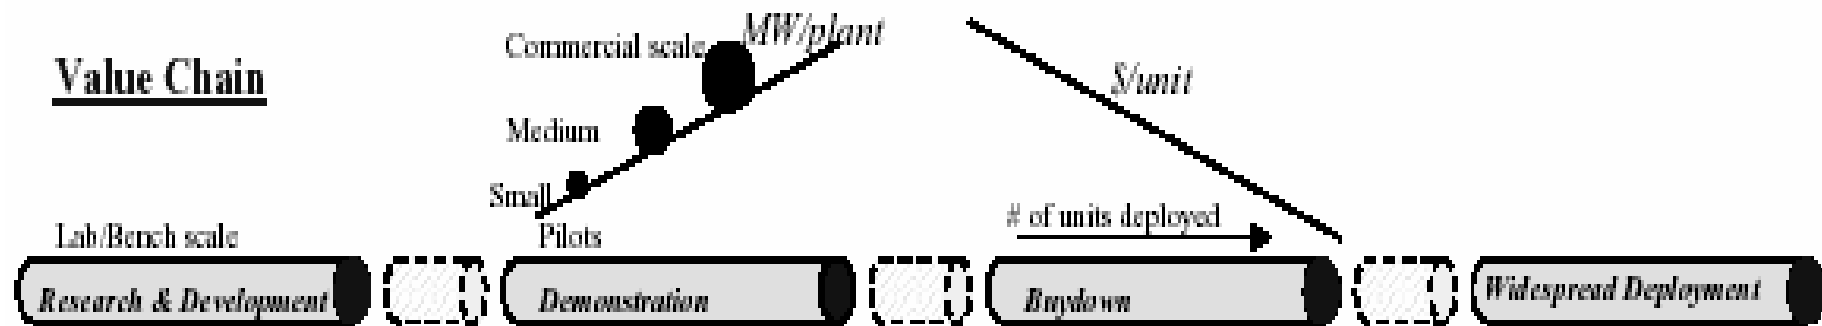 Value Chain
Commercial scale
MW/plant
$/unit
Medium
Small
Lab/Bench scale
Pilots
# of units deployed
Research & Development
Demonstration
Buydown
Widespread Deployment